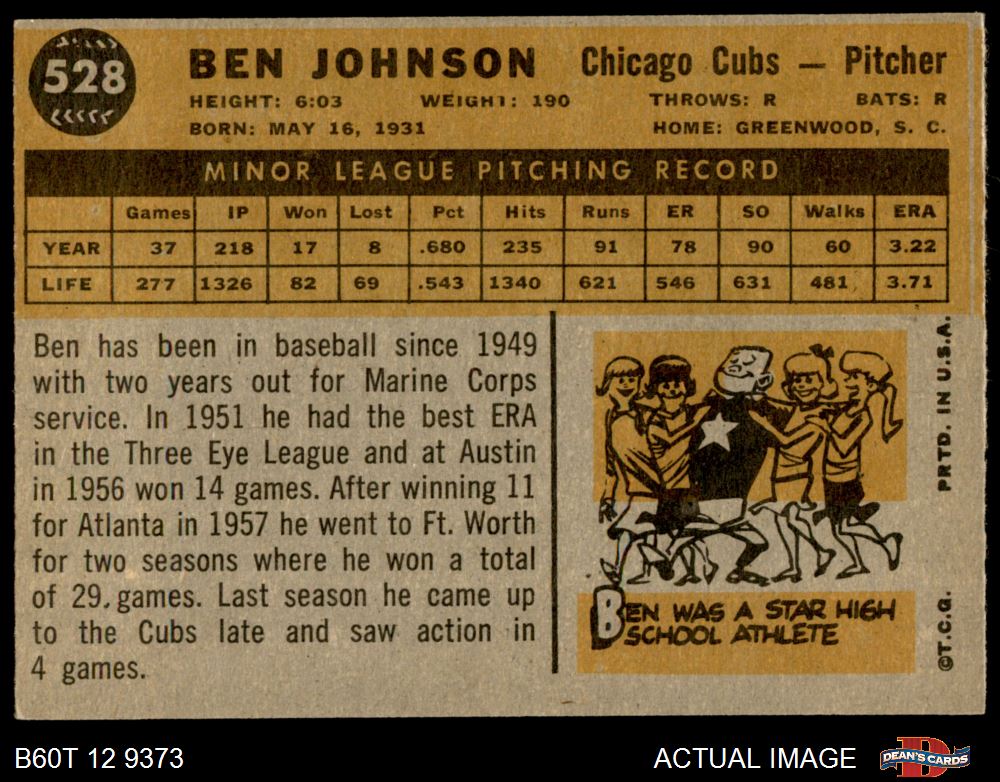 528
BEN JOHNSON Chicago Cubs — Pitcher
HEIGHT: 6:03 WEIGHT: 190 THROWS: R BATS: R
BORN: MAY 16, 1931 HOME: GREENWOOD, S. C.
MINOR LEAGUE PITCHING RECORD
Games IP Won Lost Pct Hits Runs ER SO Walks ERA
YEAR 37 218 17 8 .680 235 91 78 90 60 3.22
LIFE 277 1326 82 69 .543 1340 621 546 631 481 3.71
Ben has been in baseball since 1949
with two years out for Marine Corps
service. In 1951 he had the best ERA
in the Three Eye League and at Austin
in 1956 won 14 games. After winning 11
for Atlanta in 1957 he went to Ft. Worth
for two seasons where he won a total
of 29 games. Last season he came up
to the Cubs late and saw action in
4 games.
BEN WAS A STAR HIGH
SCHOOL ATHLETE
©T.C.G. PRTD. IN U.S.A.
B60T 12 9373 ACTUAL IMAGE DEAN'S CARDS